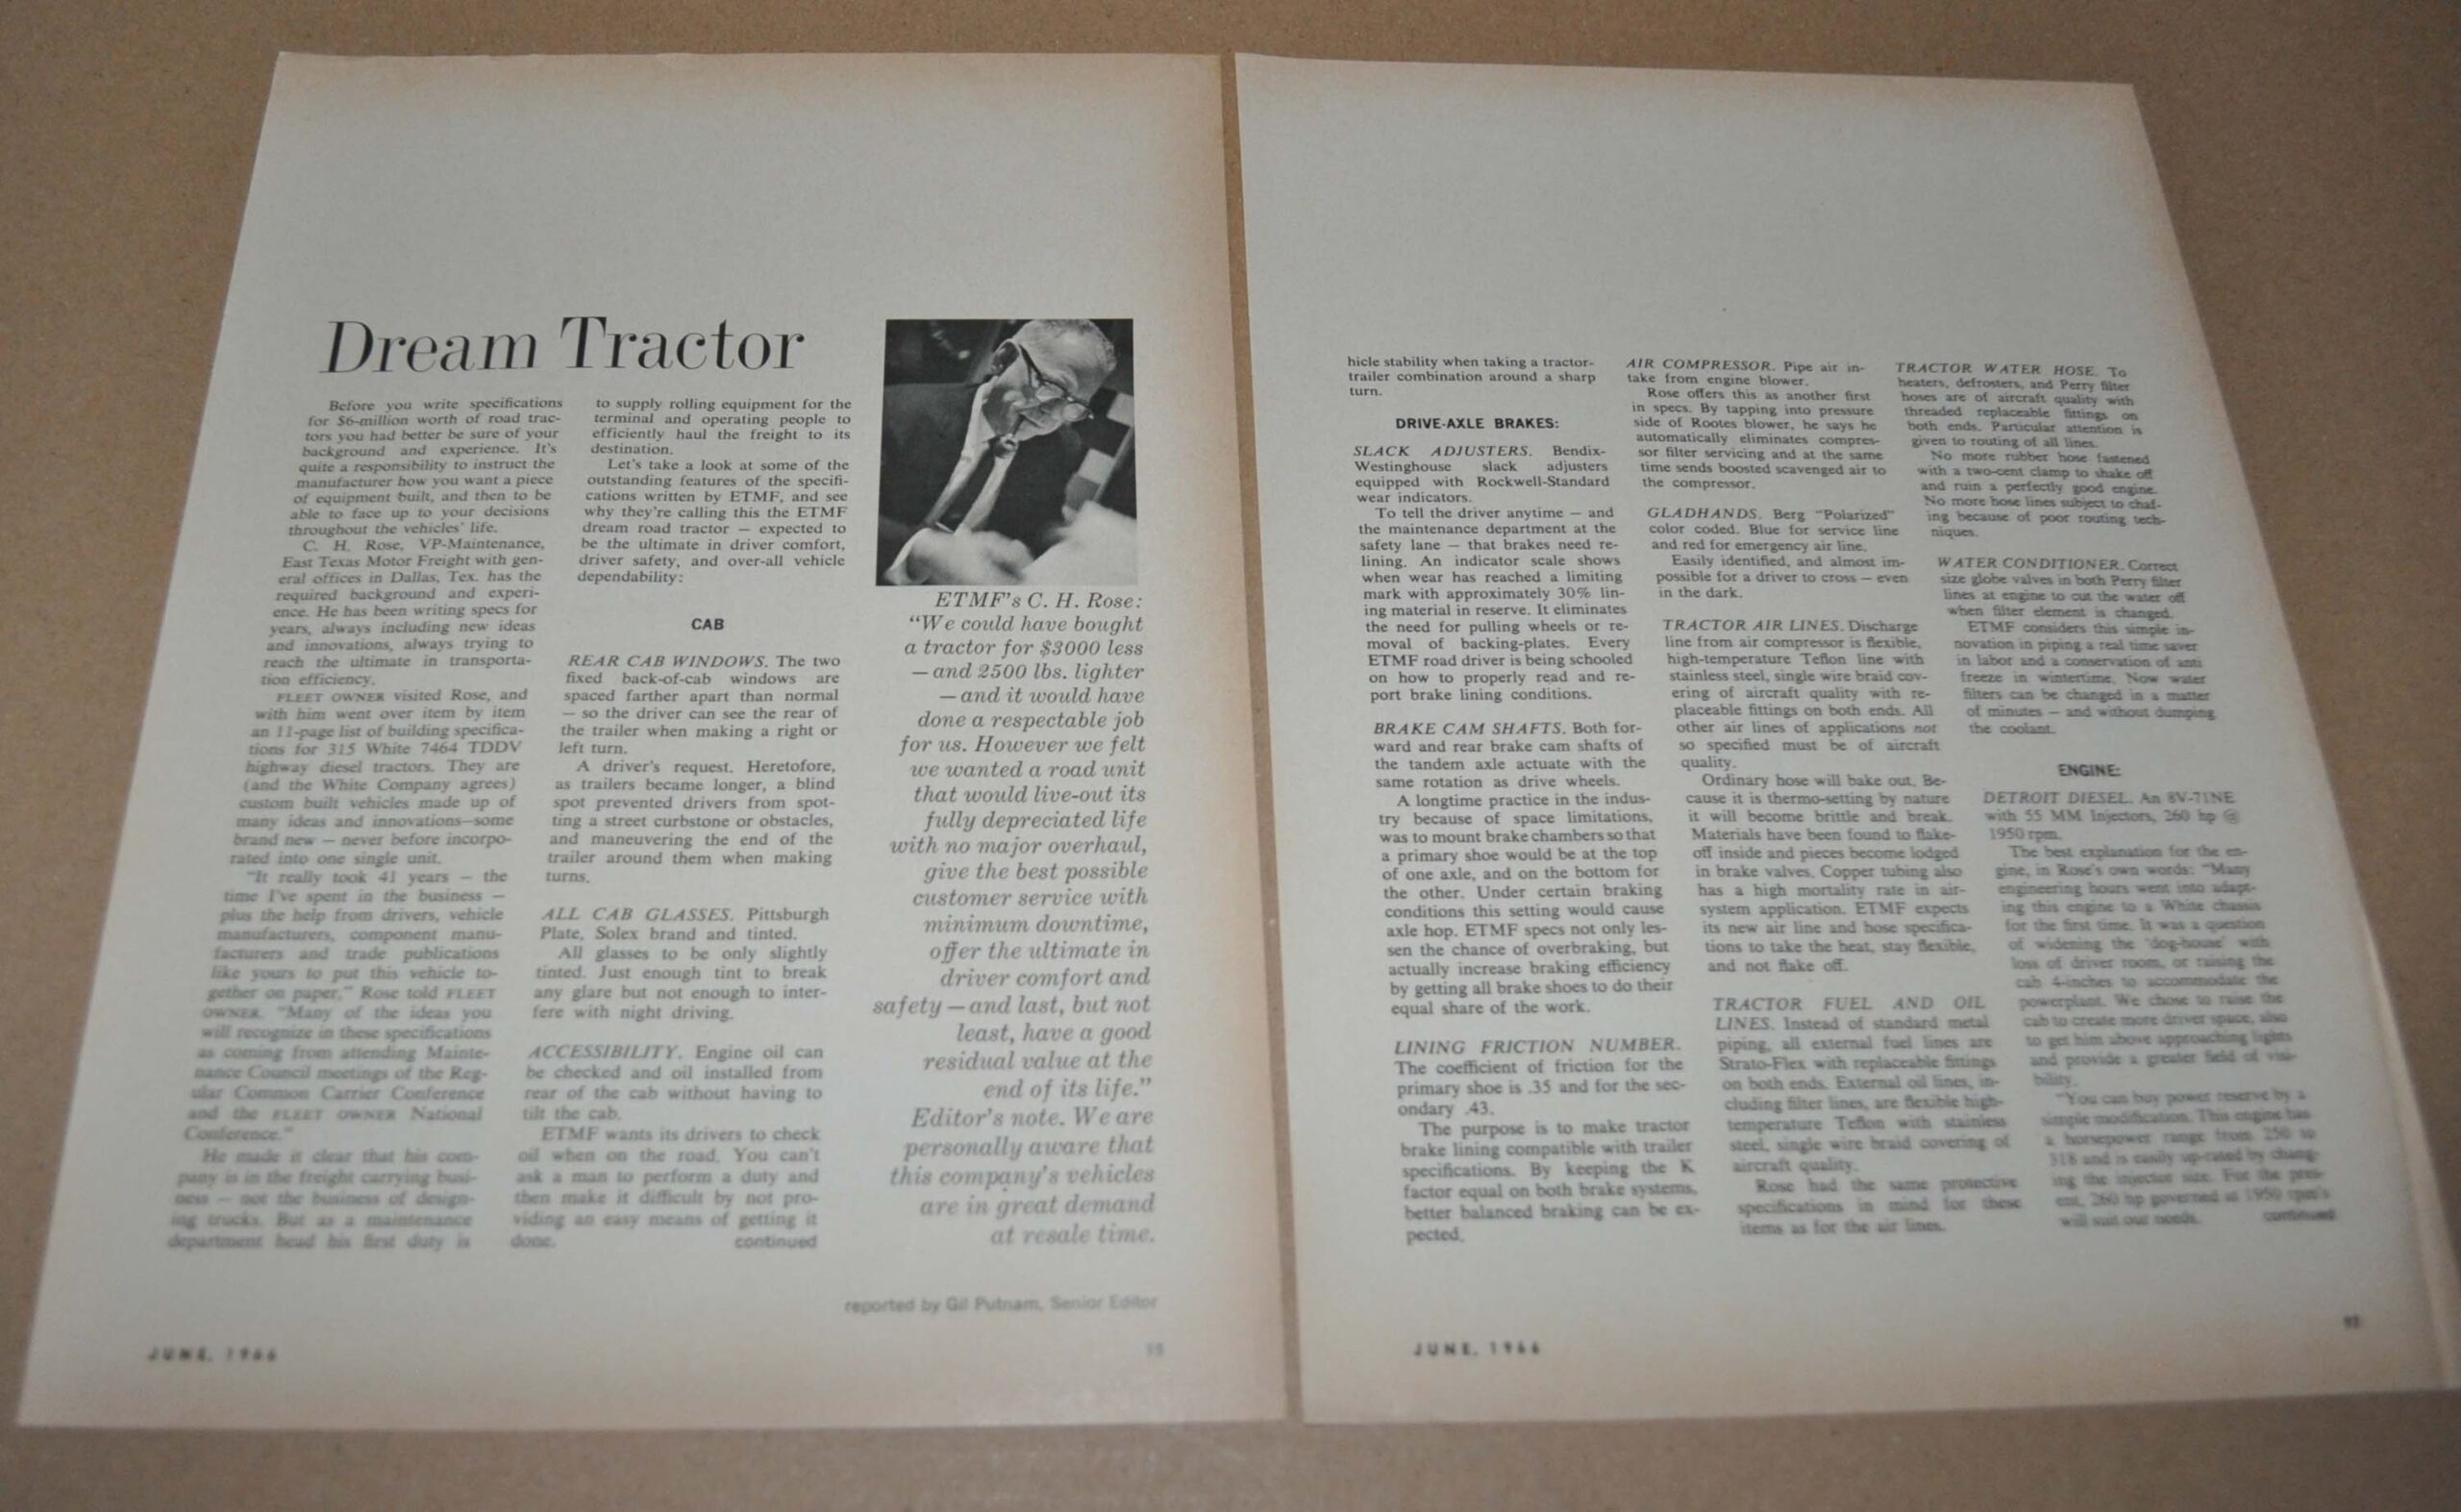 Dream Tractor
Before you write specifications
for $6-million worth of road trac-
tors you had better be sure of your
background and experience. It's
quite a responsibility to instruct the
manufacturer how you want a piece
of equipment built, and then to be
able to face up to your decisions
throughout the vehicles' life.
C. H. Rose, VP-Maintenance,
East Texas Motor Freight with gen-
eral offices in Dallas, Tex. has the
required background and experi-
ence. He has been writing specs for
years, always including new ideas
and innovations, always trying to
reach the ultimate in transporta-
tion efficiency.
FLEET OWNER visited Rose, and
with him went over item by item
an 11-page list of building specifica-
tions for 315 White 7464 TDDV
highway diesel tractors. They are
(and the White Company agrees)
custom built vehicles made up of
many ideas and innovations—some
brand new — never before incorpo-
rated into one single unit.
"It really took 41 years — the
time I've spent in the business —
plus the help from drivers, vehicle
manufacturers, component manu-
facturers and trade publications
like yours to put this vehicle to-
gether on paper," Rose told FLEET
OWNER. "Many of the ideas you
will recognize in these specifications
as coming from attending Mainte-
nance Council meetings of the Reg-
ular Common Carrier Conference
and the FLEET OWNER National
Conference."
He made it clear that his com-
pany is in the freight carrying busi-
ness — not the business of design-
ing trucks. But as a maintenance
department head his first duty is
to supply rolling equipment for the
terminal and operating people to
efficiently haul the freight to its
destination.
Let's take a look at some of the
outstanding features of the specifi-
cations written by ETMF, and see
why they're calling this the ETMF
dream road tractor — expected to
be the ultimate in driver comfort,
driver safety, and over-all vehicle
dependability:
CAB
REAR CAB WINDOWS. The two
fixed back-of-cab windows are
spaced farther apart than normal
— so the driver can see the rear of
the trailer when making a right or
left turn.
A driver's request. Heretofore,
as trailers became longer, a blind
spot prevented drivers from spot-
ting a street curbstone or obstacles,
and maneuvering the end of the
trailer around them when making
turns.
ALL CAB GLASSES. Pittsburgh
Plate, Solex brand and tinted.
All glasses to be only slightly
tinted. Just enough tint to break
any glare but not enough to inter-
fere with night driving.
ACCESSIBILITY. Engine oil can
be checked and oil installed from
rear of the cab without having to
tilt the cab.
ETMF wants its drivers to check
oil when on the road. You can't
ask a man to perform a duty and
then make it difficult by not pro-
viding an easy means of getting it
done. continued
ETMF's C. H. Rose:
"We could have bought
a tractor for $3000 less
—and 2500 lbs. lighter
—and it would have
done a respectable job
for us. However we felt
we wanted a road unit
that would live-out its
fully depreciated life
with no major overhaul,
give the best possible
customer service with
minimum downtime,
offer the ultimate in
driver comfort and
safety—and last, but not
least, have a good
residual value at the
end of its life."
Editor's note. We are
personally aware that
this company's vehicles
are in great demand
at resale time.
reported by Gil Putnam, Senior Editor
JUNE, 1966
hicle stability when taking a tractor-
trailer combination around a sharp
turn.
DRIVE-AXLE BRAKES:
SLACK ADJUSTERS. Bendix-
Westinghouse slack adjusters
equipped with Rockwell-Standard
wear indicators.
To tell the driver anytime — and
the maintenance department at the
safety lane — that brakes need re-
lining. An indicator scale shows
when wear has reached a limiting
mark with approximately 30% lin-
ing material in reserve. It eliminates
the need for pulling wheels or re-
moval of backing-plates. Every
ETMF road driver is being schooled
on how to properly read and re-
port brake lining conditions.
BRAKE CAM SHAFTS. Both for-
ward and rear brake cam shafts of
the tandem axle actuate with the
same rotation as drive wheels.
A longtime practice in the indus-
try because of space limitations,
was to mount brake chambers so that
a primary shoe would be at the top
of one axle, and on the bottom for
the other. Under certain braking
conditions this setting would cause
axle hop. ETMF specs not only les-
sen the chance of overbraking, but
actually increase braking efficiency
by getting all brake shoes to do their
equal share of the work.
LINING FRICTION NUMBER.
The coefficient of friction for the
primary shoe is .35 and for the sec-
ondary .43.
The purpose is to make tractor
brake lining compatible with trailer
specifications. By keeping the K
factor equal on both brake systems,
better balanced braking can be ex-
pected.
AIR COMPRESSOR. Pipe air in-
take from engine blower.
Rose offers this as another first
in specs. By tapping into pressure
side of Rootes blower, he says he
automatically eliminates compres-
sor filter servicing and at the same
time sends boosted scavenged air to
the compressor.
GLADHANDS. Berg "Polarized"
color coded. Blue for service line
and red for emergency air line.
Easily identified, and almost im-
possible for a driver to cross — even
in the dark.
TRACTOR AIR LINES. Discharge
line from air compressor is flexible,
high-temperature Teflon line with
stainless steel, single wire braid cov-
ering of aircraft quality with re-
placeable fittings on both ends. All
other air lines of applications not
so specified must be of aircraft
quality.
Ordinary hose will bake out. Be-
cause it is thermo-setting by nature
it will become brittle and break.
Materials have been found to flake-
off inside and pieces become lodged
in brake valves. Copper tubing also
has a high mortality rate in air-
system application. ETMF expects
its new air line and hose specifica-
tions to take the heat, stay flexible,
and not flake off.
TRACTOR FUEL AND OIL
LINES. Instead of standard metal
piping, all external fuel lines are
Strato-Flex with replaceable fittings
on both ends. External oil lines, in-
cluding filter lines, are flexible high-
temperature Teflon with stainless
steel, single wire braid covering of
aircraft quality.
Rose had the same protective
specifications in mind for these
items as for the air lines.
TRACTOR WATER HOSE. To
heaters, defrosters, and Perry filter
hoses are of aircraft quality with
threaded replaceable fittings on
both ends. Particular attention is
given to routing of all lines.
No more rubber hose fastened
with a two-cent clamp to shake off
and ruin a perfectly good engine.
No more hose lines subject to chaf-
ing because of poor routing tech-
niques.
WATER CONDITIONER. Correct
size globe valves in both Perry filter
lines at engine to cut the water off
when filter element is changed.
ETMF considers this simple in-
novation in piping a real time saver
in labor and a conservation of anti
freeze in wintertime. Now water
filters can be changed in a matter
of minutes — and without dumping
the coolant.
ENGINE:
DETROIT DIESEL. An 8V-71NE
with 55 MM Injectors, 260 hp @
1950 rpm.
The best explanation for the en-
gine, in Rose's own words: "Many
engineering hours went into adapt-
ing this engine to a White chassis
for the first time. It was a question
of widening the 'dog-house' with
loss of driver room, or raising the
cab 4-inches to accommodate the
powerplant. We chose to raise the
cab to create more driver space, also
to get him above approaching lights
and provide a greater field of visi-
bility.
"You can buy power reserve by a
simple modification. This engine has
a horsepower range from 250 to
318 and is easily up-rated by chang-
ing the injector size. For the pres-
ent, 260 hp governed at 1950 rpm's
will suit our needs. continued
JUNE, 1966